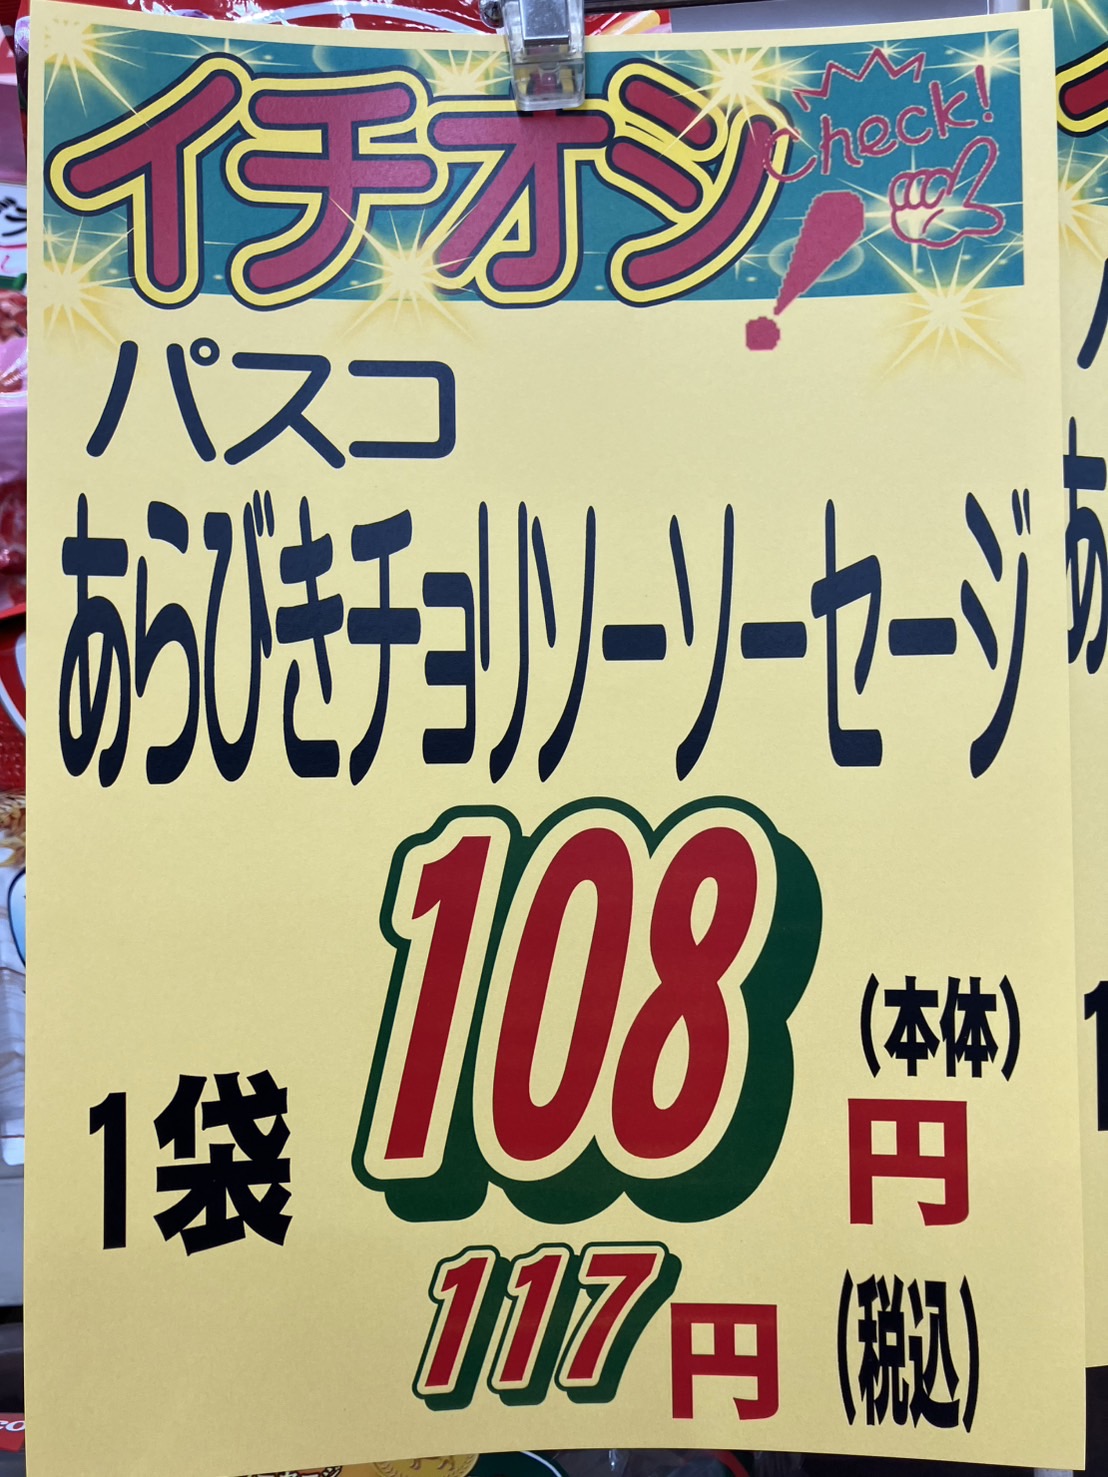 イチオシ
check!
パスコ
あらびきチョリソーソーセージ
1袋
108
(本体)
円
117円
(税込)